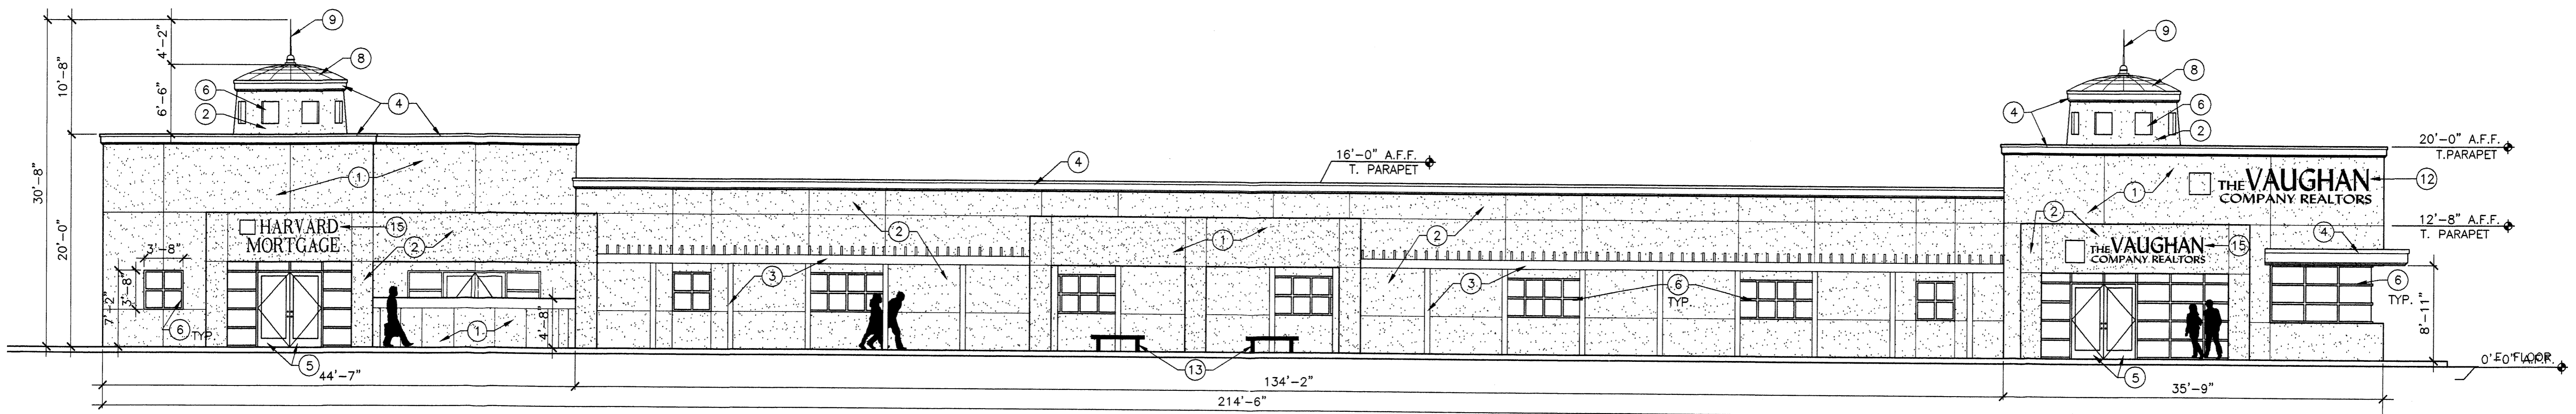 9
9
4'-2"
8
8
10'-8"
6'-6"
6
4
2
4
6
2
30'-8"
20'-0"
16'-0" A.F.F.
T. PARAPET
4
20'-0" A.F.F.
T.PARAPET
1
1
12
THE VAUGHAN
COMPANY REALTORS
HARVARD
MORTGAGE
15
2
2
1
2
2
12'-8" A.F.F.
T. PARAPET
THE VAUGHAN
COMPANY REALTORS
15
4
3'-8"
3'-8"
7'-2"
3
3
6
TYP.
6
TYP.
6
TYP.
1
4'-8"
8'-11"
5
13
5
0'-0" A.F.F.
44'-7"
134'-2"
35'-9"
214'-6"